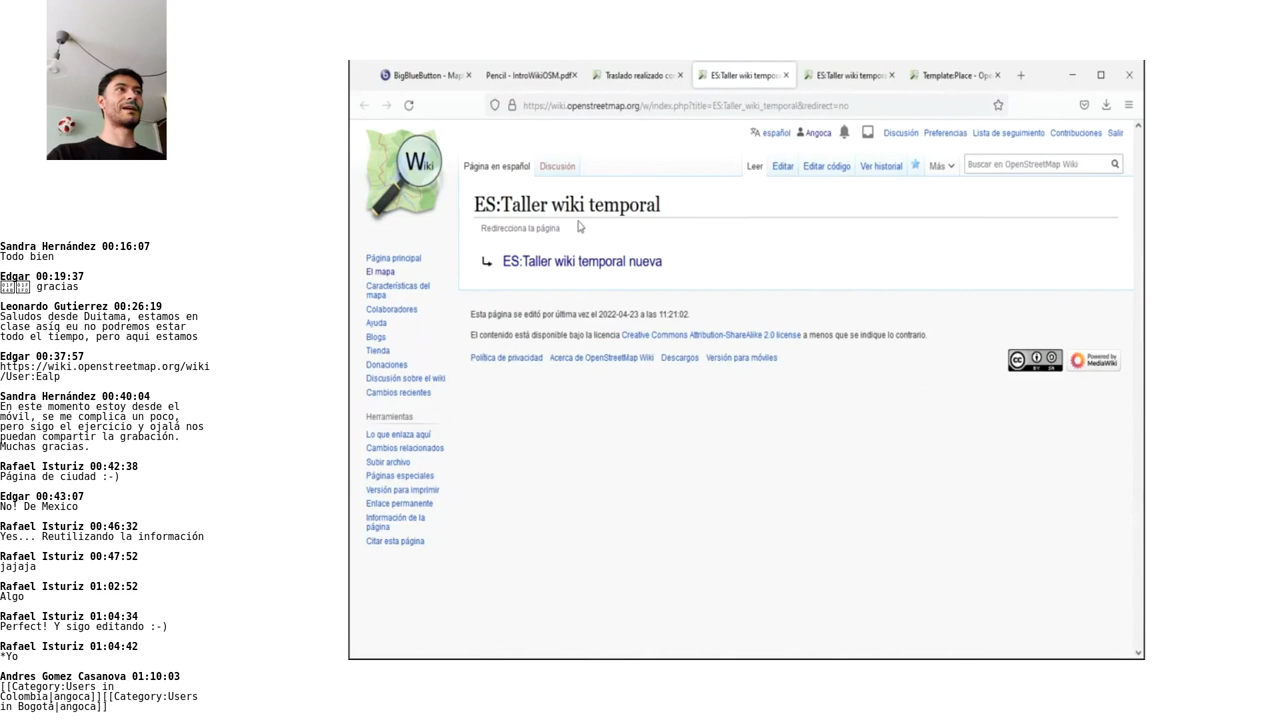 Sandra Hernández 00:16:07
Todo bien
Edgar 00:19:37
gracias
Leonardo Gutierrez 00:26:19
Saludos desde Duitama, estamos en
clase asíg eu no podremos estar
todo el tiempo, pero aqui estamos
Edgar 00:37:57
https://wiki.openstreetmap.org/wiki
/User:Ealp
Sandra Hernández 00:40:04
En este momento estoy desde el
móvil, se me complica un poco,
pero sigo el ejercicio y ojalá nos
puedan compartir la grabación.
Muchas gracias.
Rafael Isturiz 00:42:38
Página de ciudad :-)
Edgar 00:43:07
No! De Mexico
Rafael Isturiz 00:46:32
Yes... Reutilizando la información
Rafael Isturiz 00:47:52
jajaja
Rafael Isturiz 01:02:52
Algo
Rafael Isturiz 01:04:34
Perfect! Y sigo editando :-)
Rafael Isturiz 01:04:42
*Yo
Andres Gomez Casanova 01:10:03
[[Category:Users in
Colombia|angoca]][[Category:Users
in Bogotá|angoca]]
BigBlueButton - Map Pencil - IntroWikiOSM.pdf Traslado realizado co ES:Taller wiki tempor ES:Taller wiki tempor Template:Place - Ope
https://wiki.openstreetmap.org/w/index.php?title=ES:Taller_wiki_temporal&redirect=no
español Angoca Discusión Preferencias Lista de seguimiento Contribuciones Salir
Wiki
Página en español Discusión Leer Editar Editar código Ver historial Más Buscar en OpenStreetMap Wiki
ES:Taller wiki temporal
Redirecciona la página
ES:Taller wiki temporal nueva
Esta página se editó por última vez el 2022-04-23 a las 11:21:02.
El contenido está disponible bajo la licencia Creative Commons Attribution-ShareAlike 2.0 license a menos que se indique lo contrario.
Política de privacidad Acerca de OpenStreetMap Wiki Descargos Versión para móviles
cc BY SA
Powered by
MediaWiki
Página principal
El mapa
Características del
mapa
Colaboradores
Ayuda
Blogs
Tienda
Donaciones
Discusión sobre el wiki
Cambios recientes
Herramientas
Lo que enlaza aquí
Cambios relacionados
Subir archivo
Páginas especiales
Versión para imprimir
Enlace permanente
Información de la
página
Citar esta página